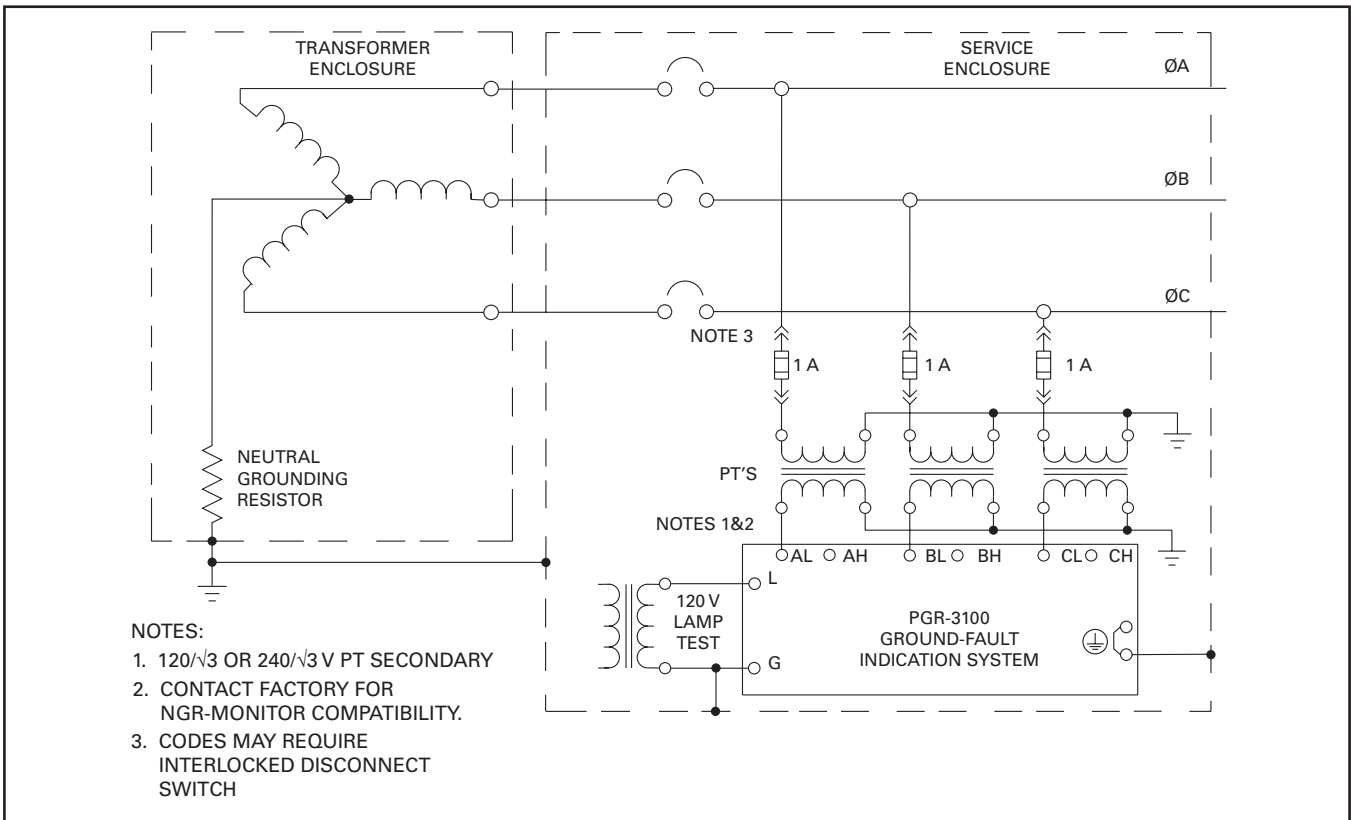 TRANSFORMER
ENCLOSURE
SERVICE
ENCLOSURE
ØA
ØB
ØC
NOTE 3
1 A
1 A
1 A
NEUTRAL
GROUNDING
RESISTOR
PT'S
NOTES 1&2
AL AH BL BH CL CH
L
120 V
LAMP
TEST
G
PGR-3100
GROUND-FAULT
INDICATION SYSTEM
NOTES:
1. 120/√3 OR 240/√3 V PT SECONDARY
2. CONTACT FACTORY FOR
NGR-MONITOR COMPATIBILITY.
3. CODES MAY REQUIRE
INTERLOCKED DISCONNECT
SWITCH